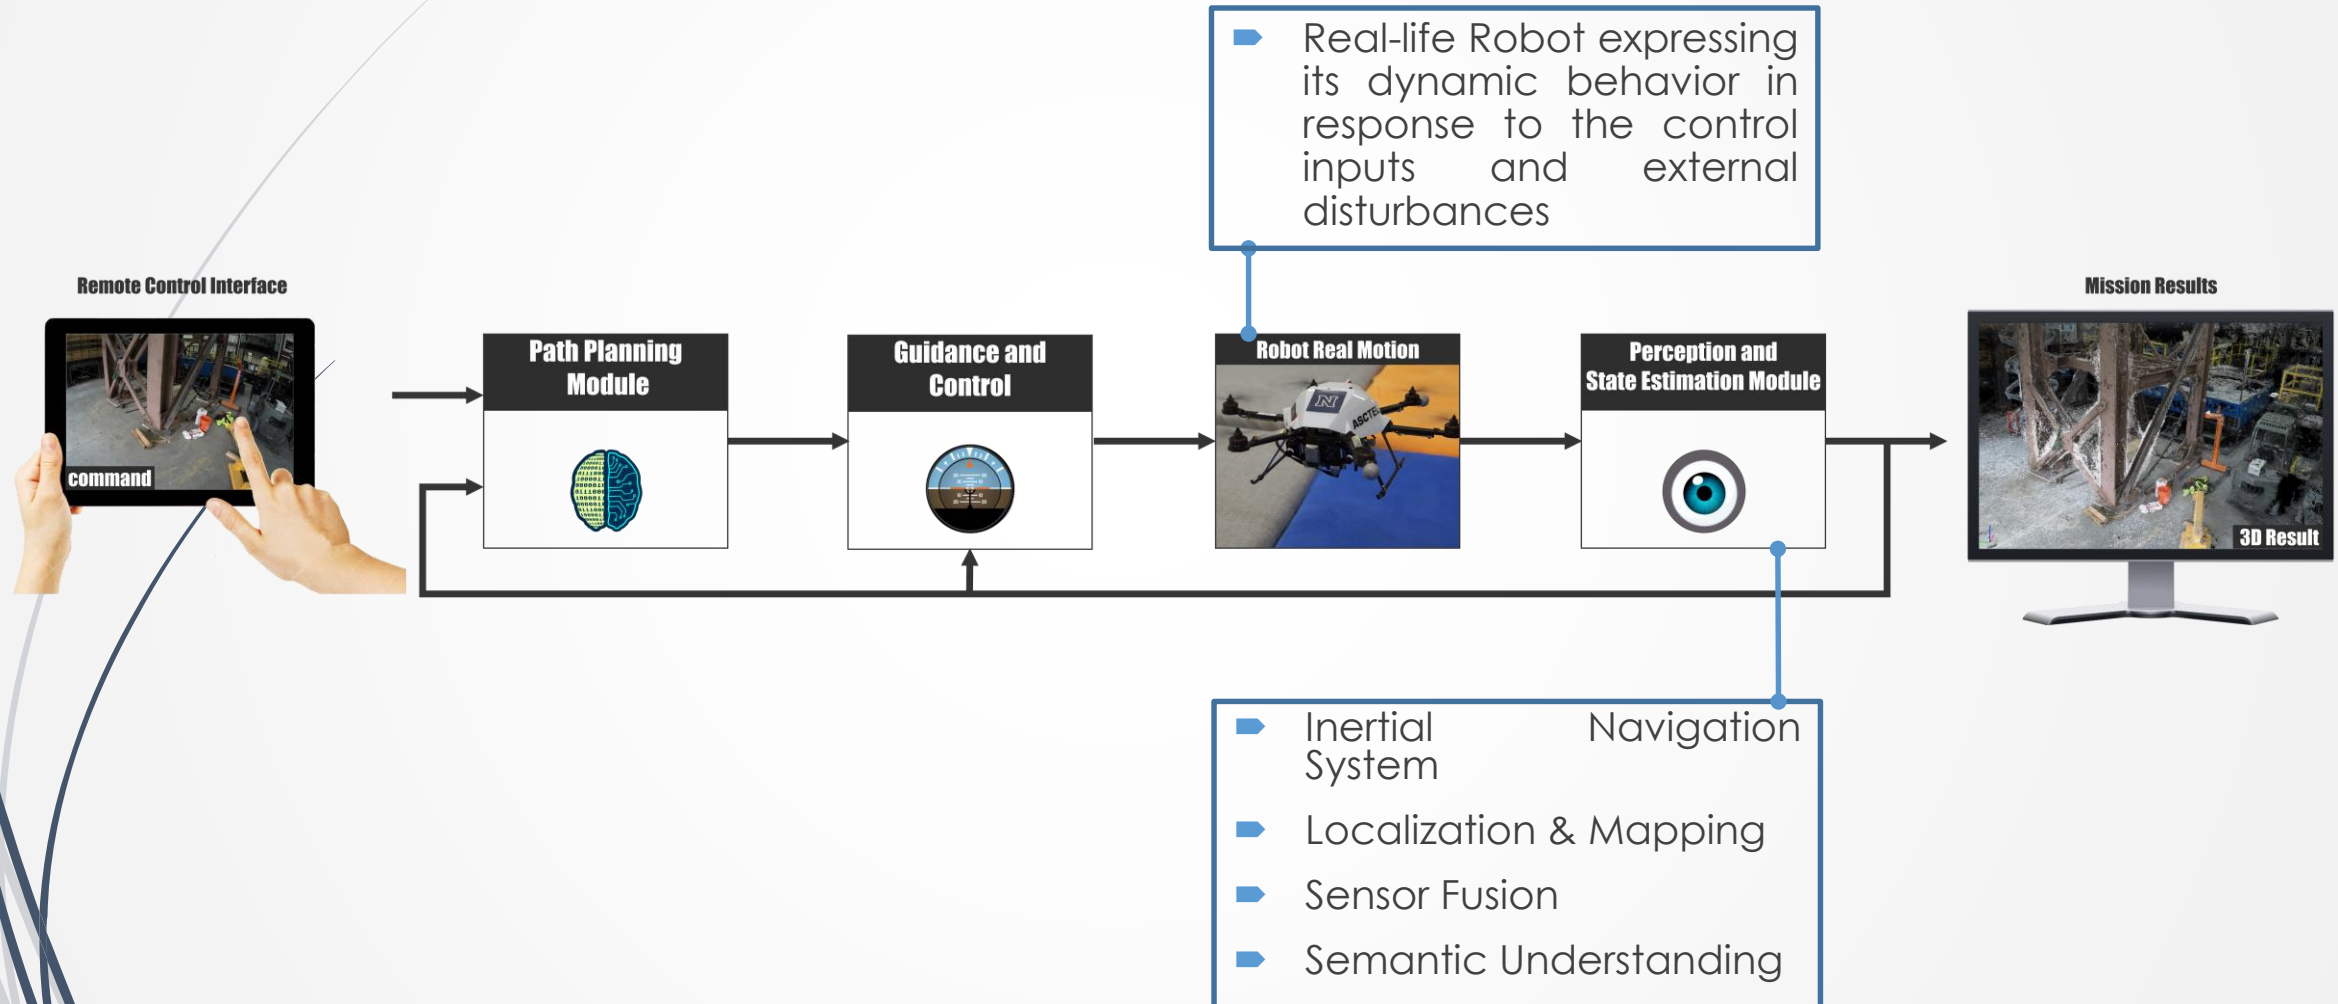 Real-life Robot expressing
its dynamic behavior in
response to the control
inputs and external
disturbances
Remote Control Interface
command
Path Planning
Module
Guidance and
Control
Robot Real Motion
N
ASCTEC
Perception and
State Estimation Module
Mission Results
3D Result
Inertial Navigation
System
Localization & Mapping
Sensor Fusion
Semantic Understanding